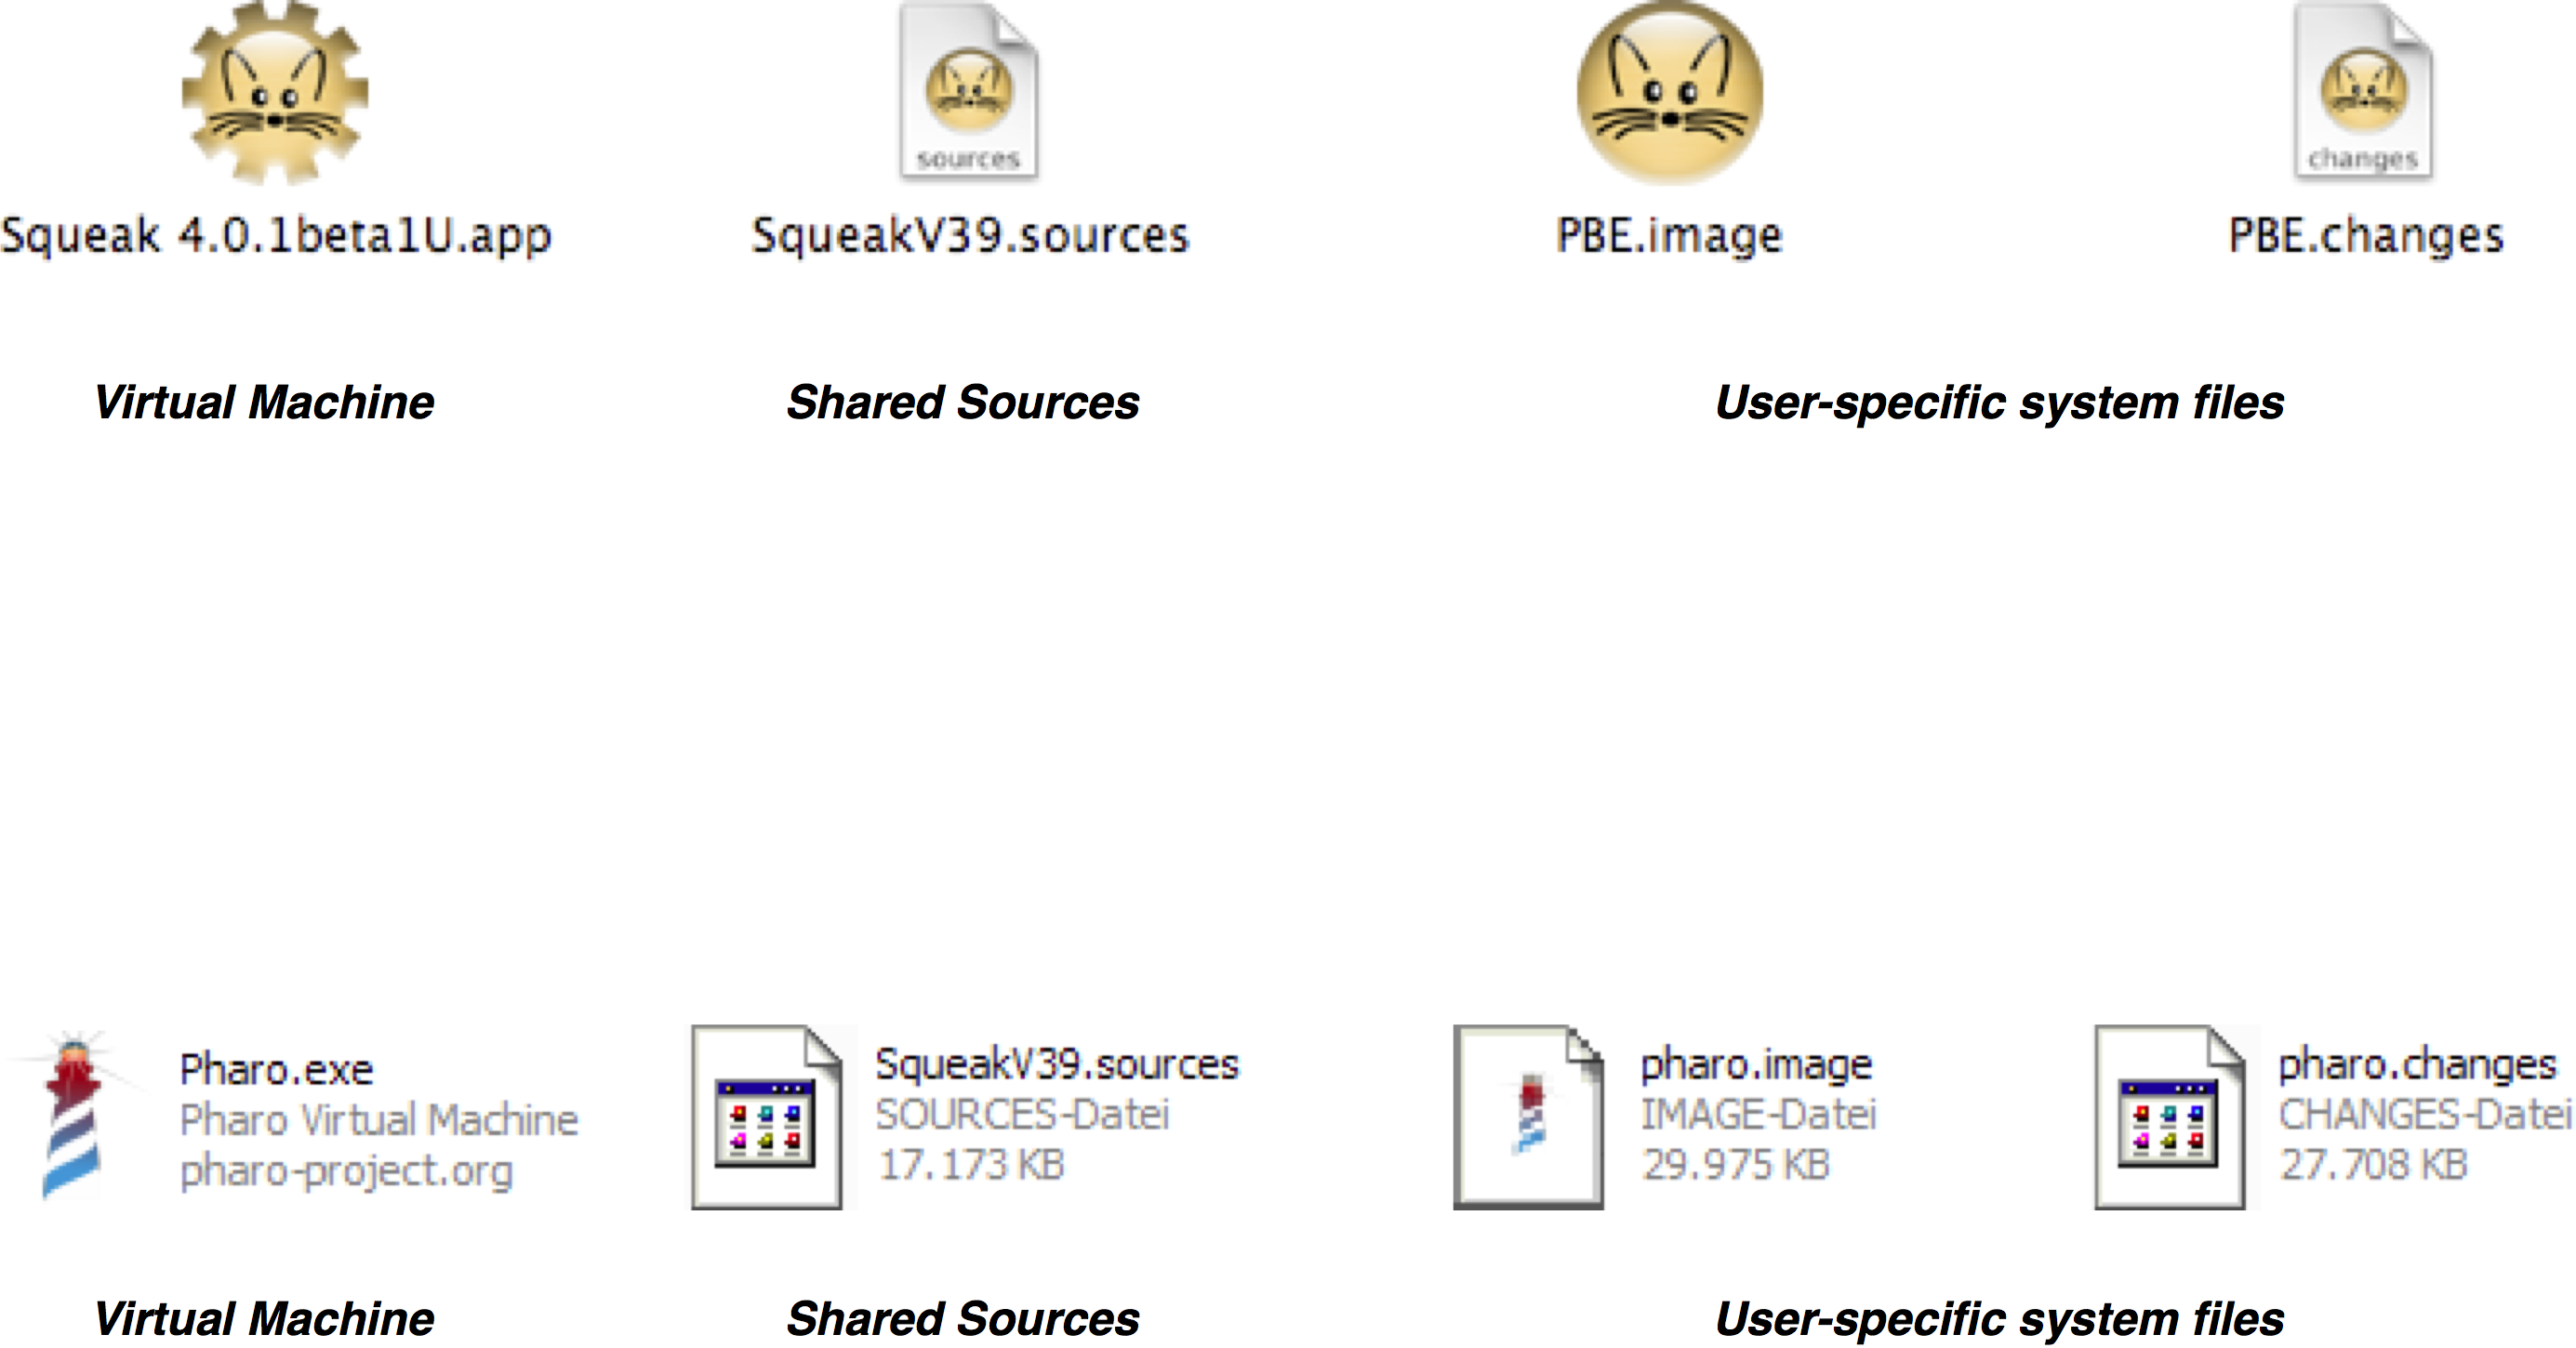 sources
changes
Squeak 4.0.1beta1U.app
SqueakV39.sources
PBE.image
PBE.changes
Virtual Machine
Shared Sources
User-specific system files
Pharo.exe
Pharo Virtual Machine
pharo-project.org
SqueakV39.sources
SOURCES-Datei
17.173 KB
pharo.image
IMAGE-Datei
29.975 KB
pharo.changes
CHANGES-Datei
27.708 KB
Virtual Machine
Shared Sources
User-specific system files